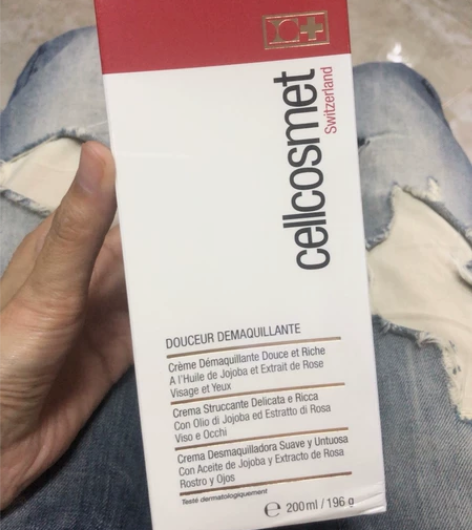 cellcosmet
Switzerland
DOUCEUR DEMAQUILLANTE
Crème Démaquillante Douce et Riche
A l'Huile de Jojoba et Extrait de Rose
Visage et Yeux
Crema Struccante Delicata e Ricca
Con Olio di Jojoba ed Estratto di Rosa
Viso e Occhi
Crema Desmaquilladora Suave y Untuosa
Con Aceite de Jojoba y Extracto de Rosa
Rostro y Ojos
Testé dermatologiquement
℮ 200ml / 196 g